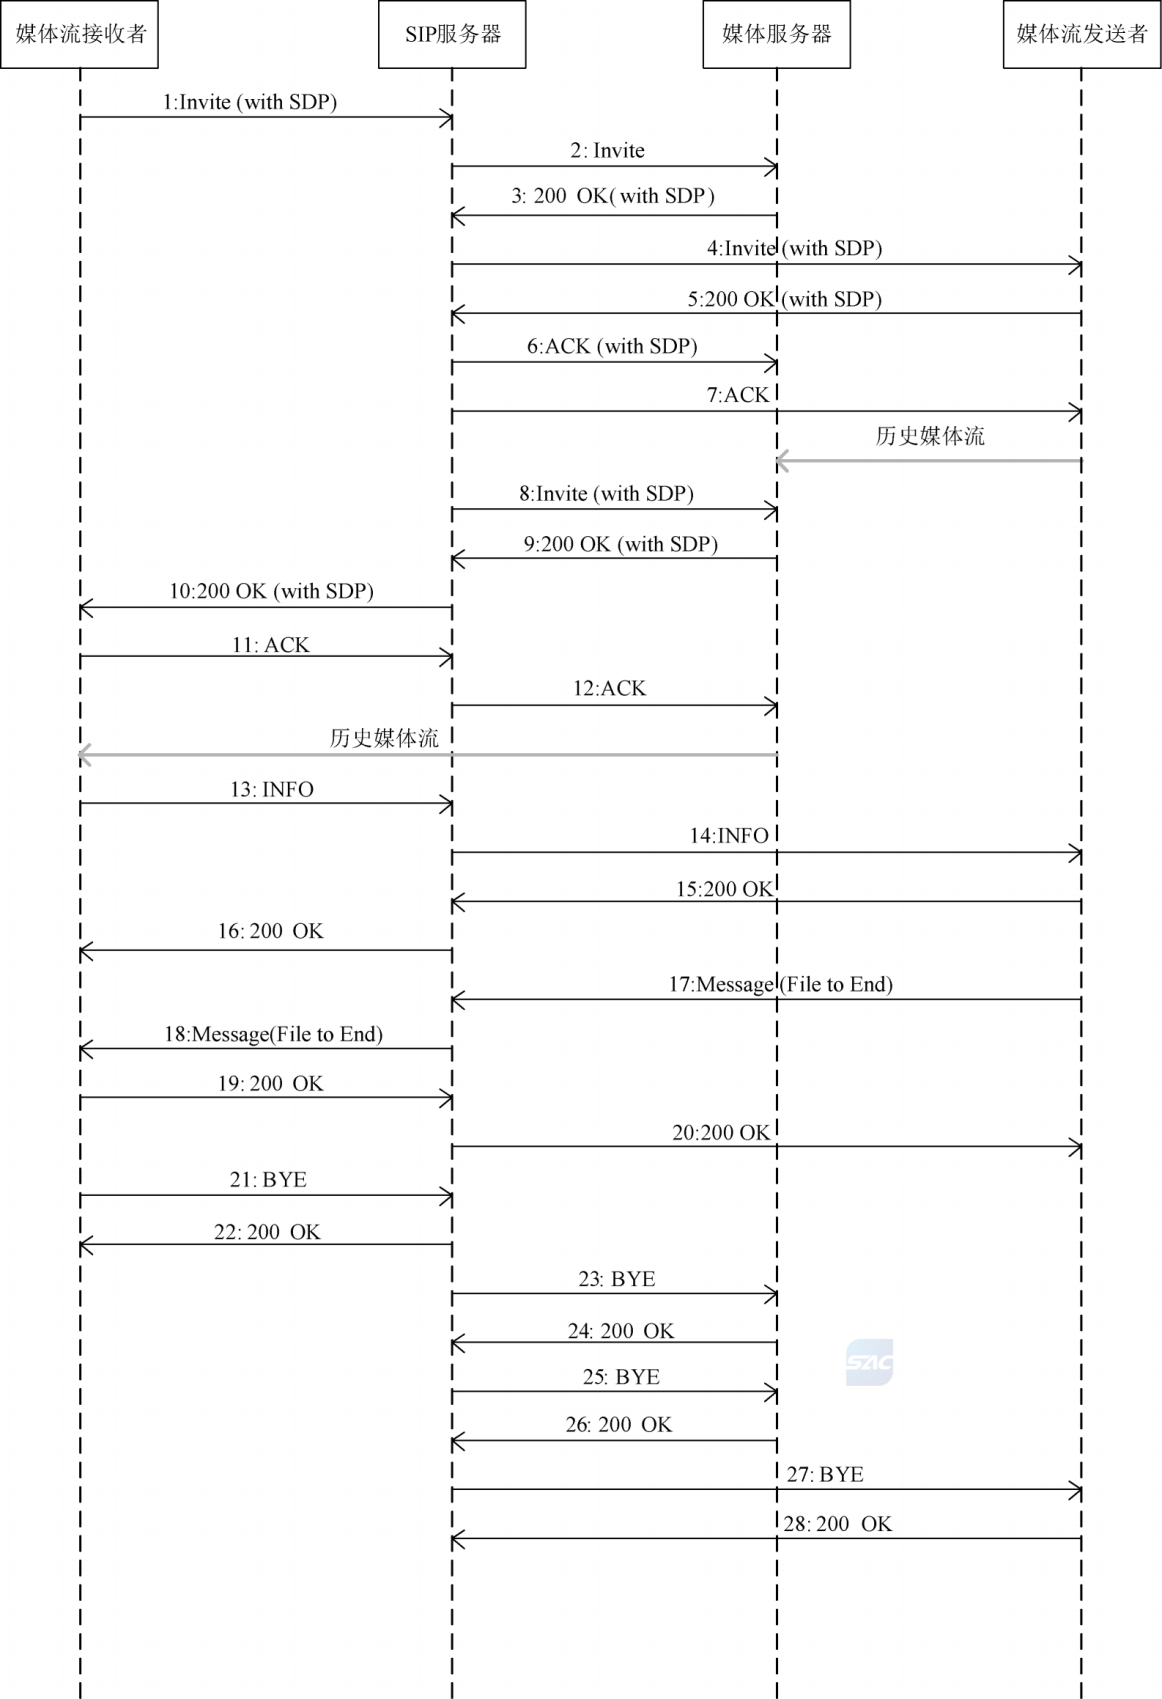 媒体流接收者
SIP服务器
媒体服务器
媒体流发送者
1:Invite (with SDP)
2: Invite
3: 200 OK( with SDP )
4:Invite (with SDP)
5:200 OK (with SDP)
6:ACK (with SDP)
7:ACK
历史媒体流
8:Invite (with SDP)
9:200 OK (with SDP)
10:200 OK (with SDP)
11: ACK
12:ACK
历史媒体流
13: INFO
14:INFO
15:200 OK
16: 200 OK
17:Message (File to End)
18:Message(File to End)
19: 200 OK
20:200 OK
21: BYE
22: 200 OK
23: BYE
24: 200 OK
SAC
25: BYE
26: 200 OK
27: BYE
28: 200 OK